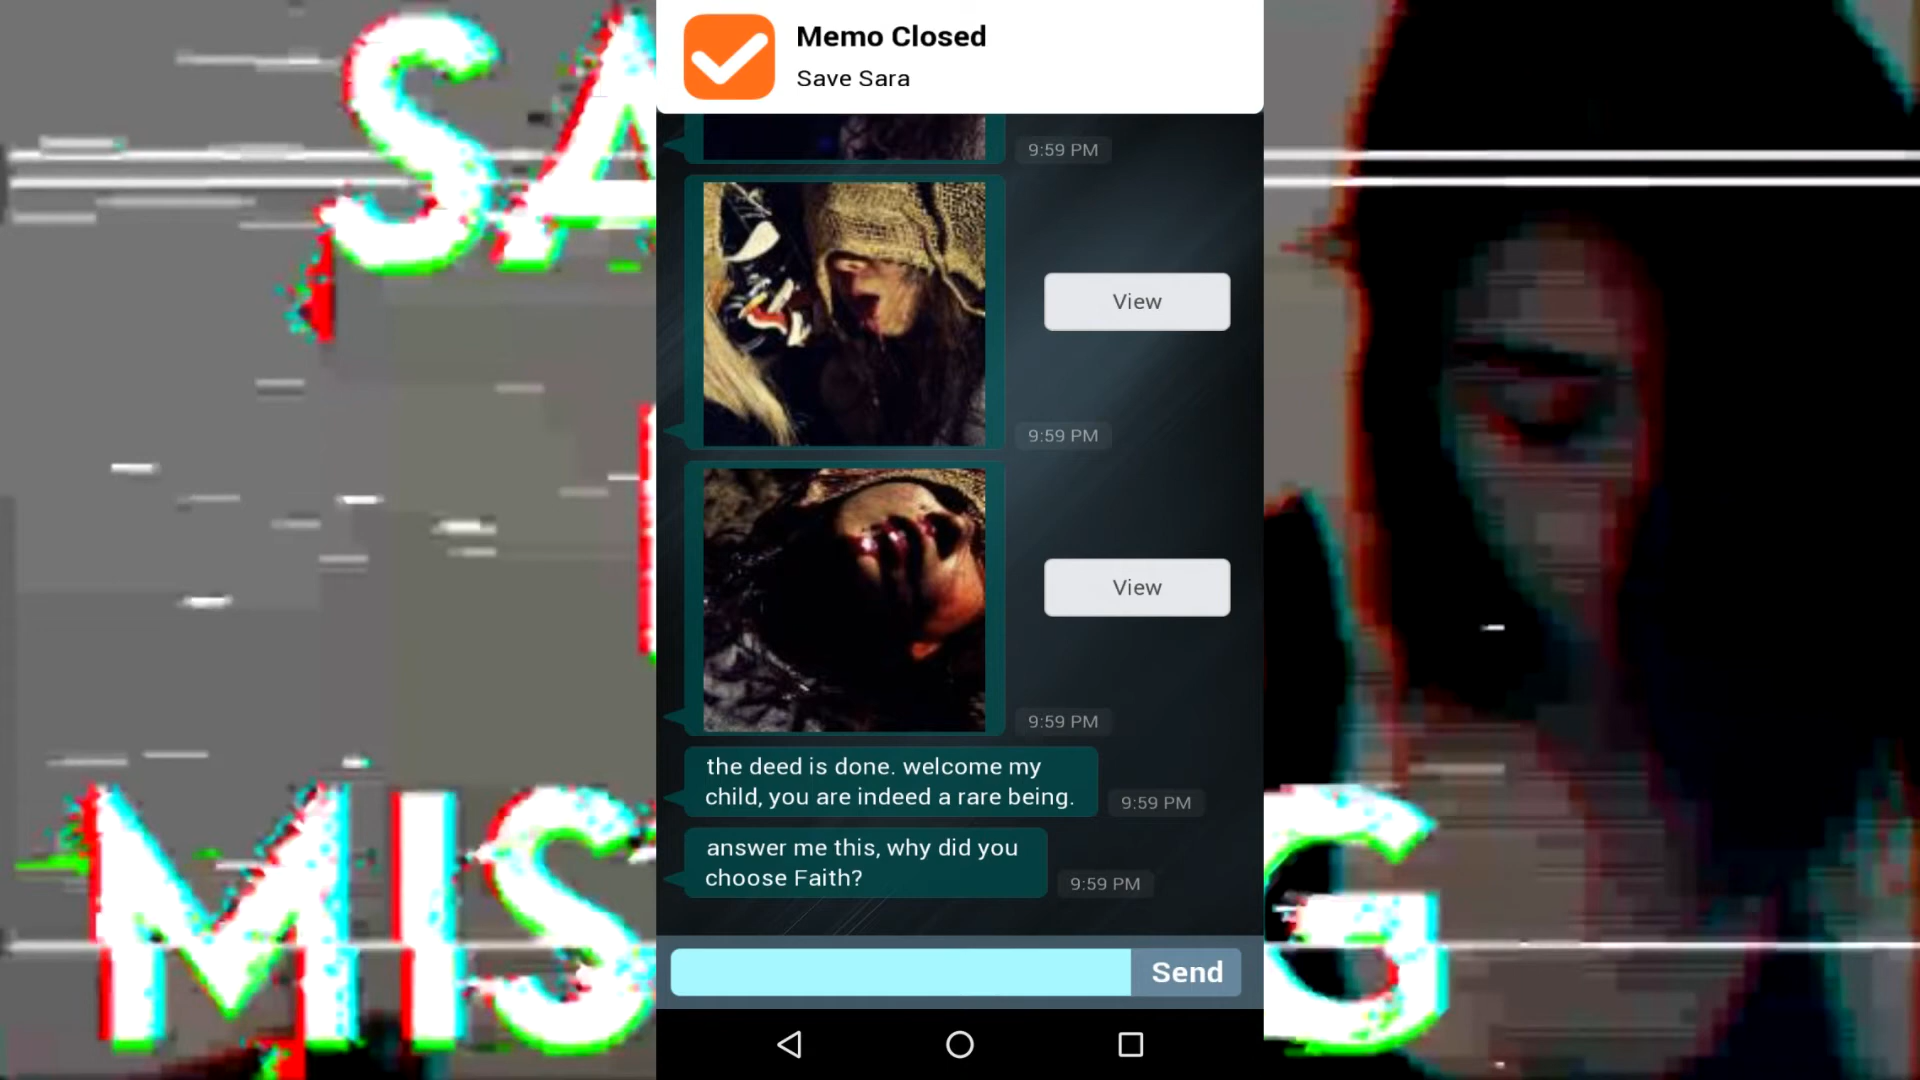 SA
MIS
G
Memo Closed
Save Sara
9:59 PM
View
9:59 PM
View
9:59 PM
the deed is done. welcome my
child, you are indeed a rare being.
9:59 PM
answer me this, why did you
choose Faith?
9:59 PM
Send